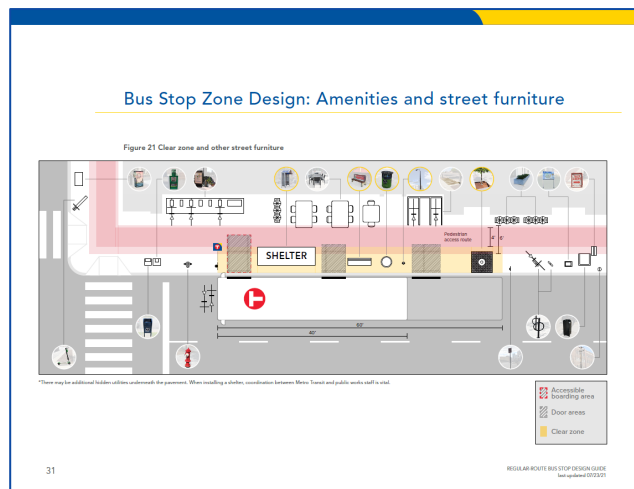 Bus Stop Zone Design: Amenities and street furniture
Figure 21 Clear zone and other street furniture
Pedestrian
access route
4'
6'
SHELTER
T
60'
40'
*There may be additional hidden utilities underneath the pavement. When installing a shelter, coordination between Metro Transit and public works staff is vital.
Accessible
boarding area
Door areas
Clear zone
31
REGULAR ROUTE BUS STOP DESIGN GUIDE
last updated 07/23/21